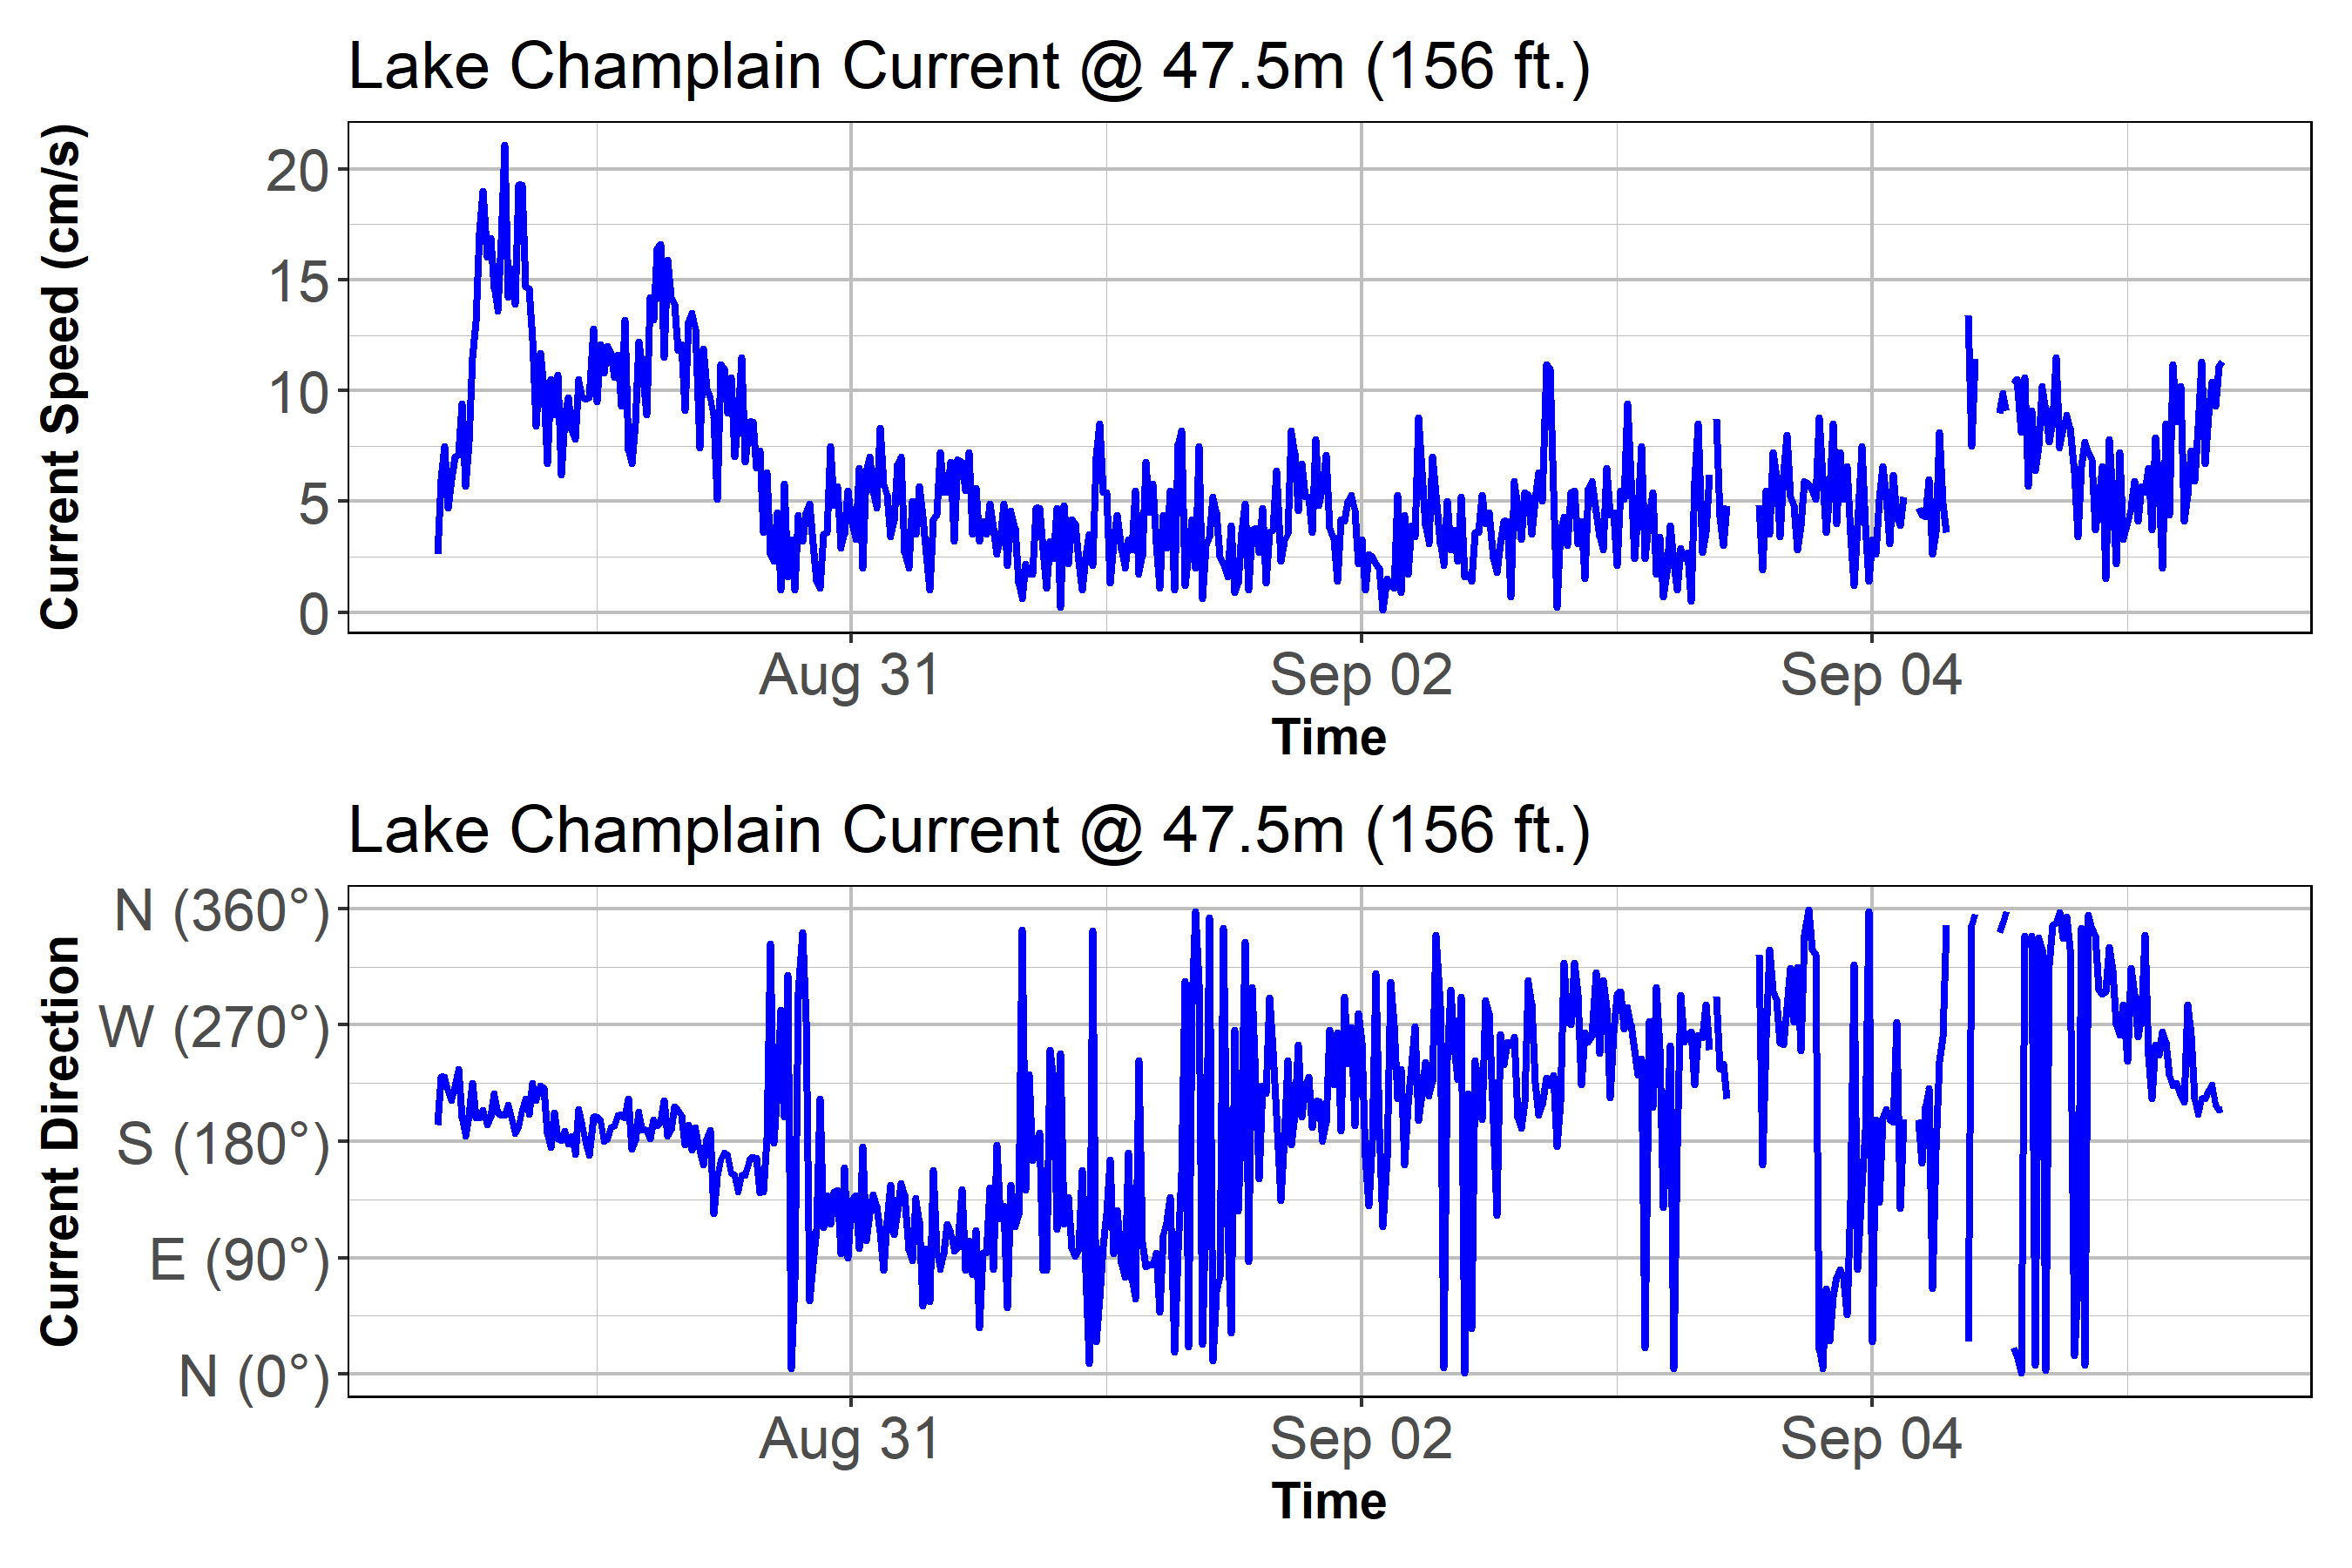 Lake Champlain Current @ 47.5m (156 ft.)
Current Speed (cm/s)
20
15
10
5
0
Aug 31 Sep 02 Sep 04
Time
Lake Champlain Current @ 47.5m (156 ft.)
Current Direction
N (360°)
W (270°)
S (180°)
E (90°)
N (0°)
Aug 31 Sep 02 Sep 04
Time